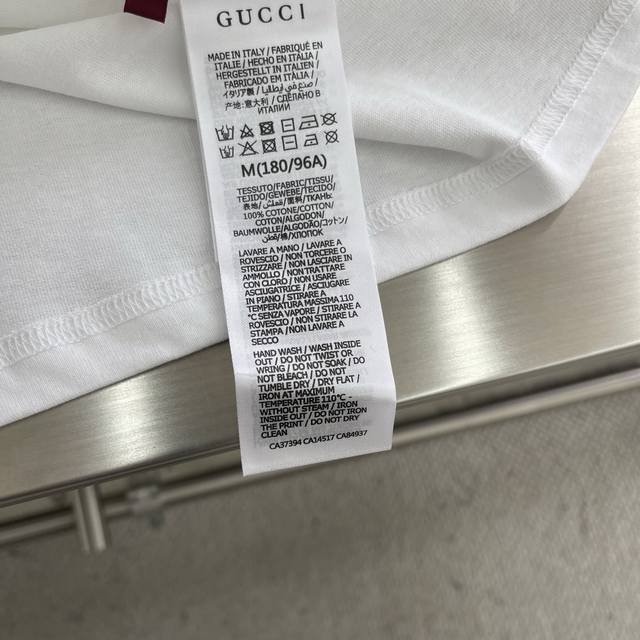 GUCCI
MADE IN ITALY / FABRIQUÉ EN
ITALIE / HECHO EN ITALIA /
HERGESTELLT IN ITALIEN /
FABRICADO EM ITALIA /
イタリア製 / صنع في إيطاليا /
产地: 意大利 / СДЕЛАНО В
ИТАЛИИ
M(180/96A)
TESSUTO/FABRIC/TISSU/
TEJIDO/GEWEBE/TECIDO/
表地/قماش/面料/ТКАНЬ:
100% COTONE/COTTON/
COTON/ALGODON/
BAUMWOLLE/ALGODÃO/コットン/
قطن/棉/ХЛОПОК
LAVARE A MANO / LAVARE A
ROVESCIO / NON TORCERE O
STRIZZARE / NON LASCIARE IN
AMMOLLO / NON TRATTARE
CON CLORO / NON USARE
ASCIUGATRICE / ASCIUGARE
IN PIANO / STIRARE A
TEMPERATURA MASSIMA 110
°C SENZA VAPORE / STIRARE A
ROVESCIO / NON STIRARE LA
STAMPA / NON LAVARE A
SECCO
HAND WASH / WASH INSIDE
OUT / DO NOT TWIST OR
WRING / DO NOT SOAK / DO
NOT BLEACH / DO NOT
TUMBLE DRY / DRY FLAT /
IRON AT MAXIMUM
TEMPERATURE 110°C -
WITHOUT STEAM / IRON
INSIDE OUT / DO NOT IRON
THE PRINT / DO NOT DRY
CLEAN
CA37394 CA14517 CA84937